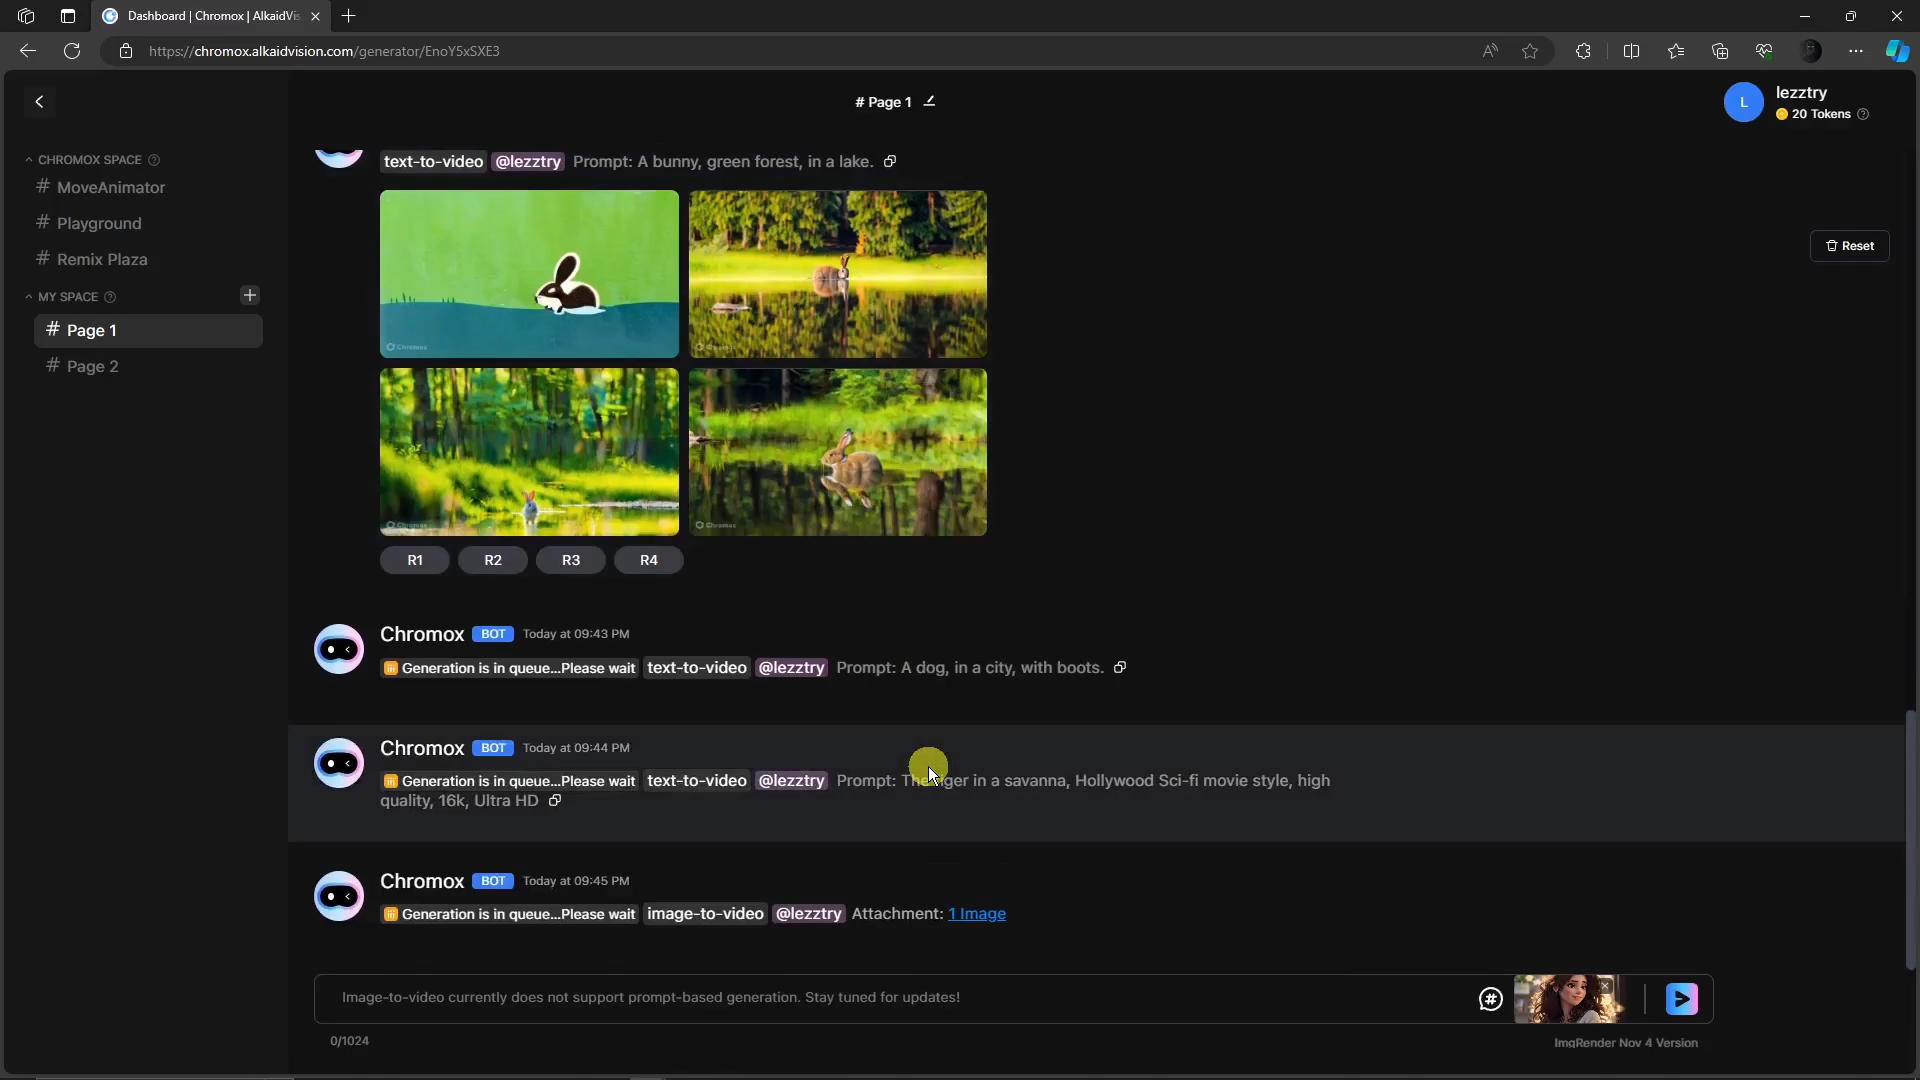 Dashboard | Chromox | AlkaidVis
https://chromox.alkaidvision.com/generator/EnoY5xSXE3
# Page 1
L
lezztry
20 Tokens
CHROMOX SPACE
# MoveAnimator
# Playground
# Remix Plaza
MY SPACE
# Page 1
# Page 2
text-to-video @lezztry Prompt: A bunny, green forest, in a lake.
Reset
Chromox
Chromox
Chromox
R1 R2 R3 R4
Chromox BOT Today at 09:43 PM
Generation is in queue...Please wait text-to-video @lezztry Prompt: A dog, in a city, with boots.
Chromox BOT Today at 09:44 PM
Generation is in queue...Please wait text-to-video @lezztry Prompt: The tiger in a savanna, Hollywood Sci-fi movie style, high
quality, 16k, Ultra HD
Chromox BOT Today at 09:45 PM
Generation is in queue...Please wait image-to-video @lezztry Attachment: 1 Image
Image-to-video currently does not support prompt-based generation. Stay tuned for updates!
0/1024
ImgRender Nov 4 Version